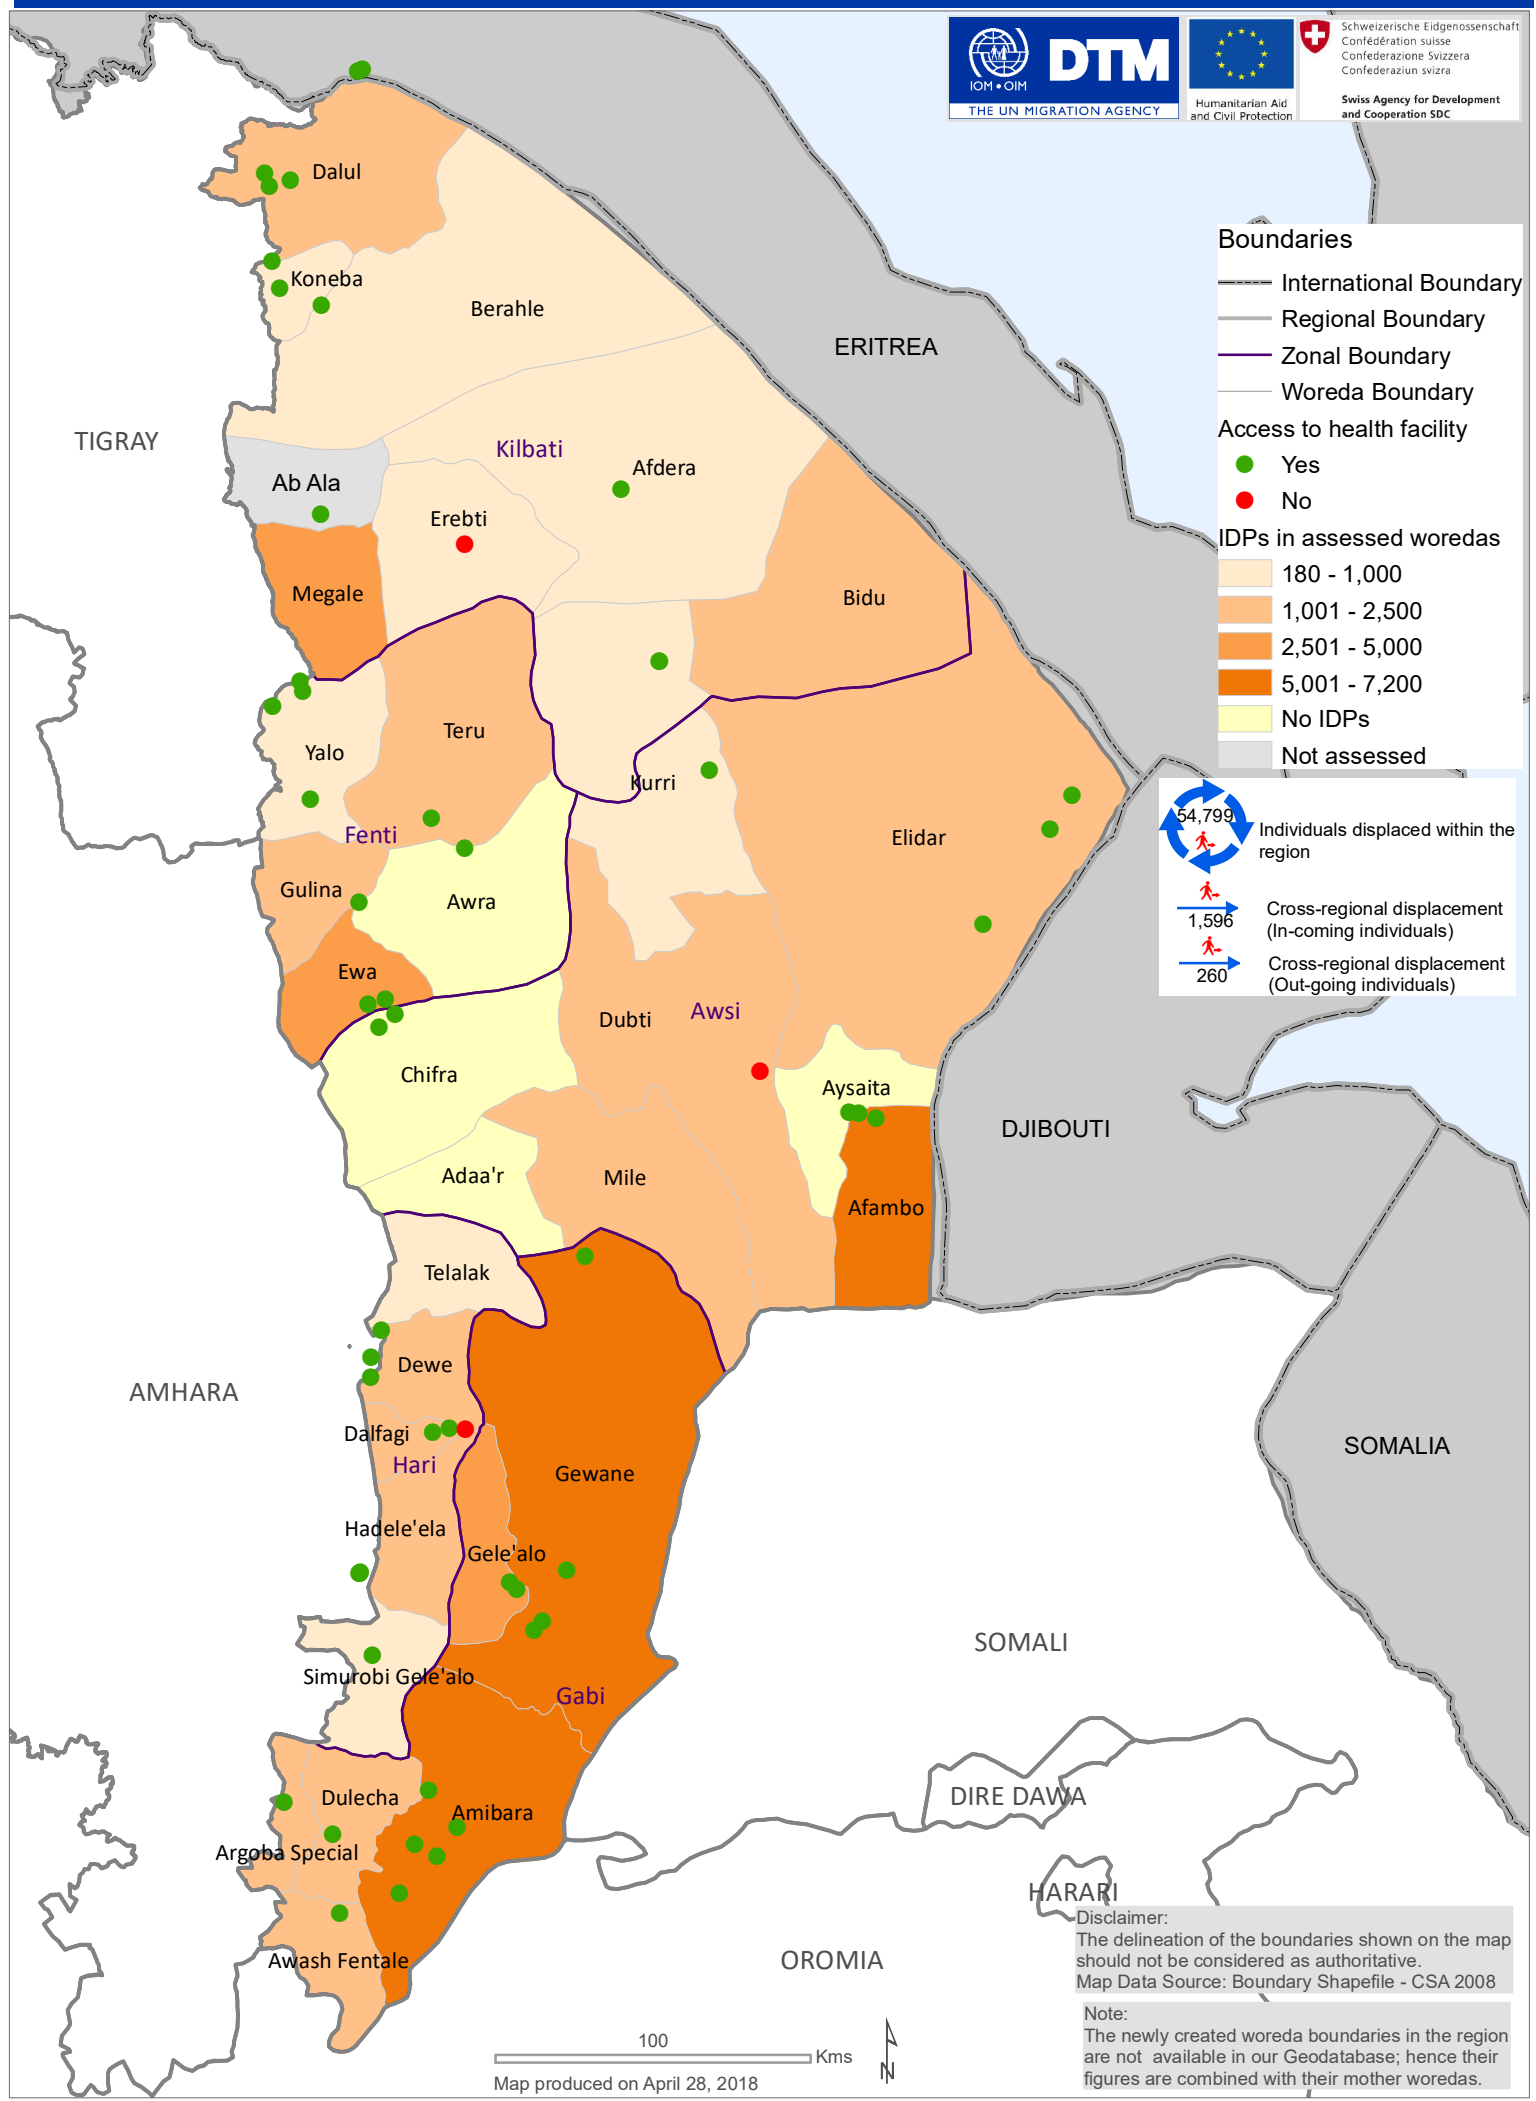 IOM • OIM
DTM
THE UN MIGRATION AGENCY
Humanitarian Aid
and Civil Protection
Schweizerische Eidgenossenschaft
Confédération suisse
Confederazione Svizzera
Confederaziun svizra
Swiss Agency for Development
and Cooperation SDC
Boundaries
International Boundary
Regional Boundary
Zonal Boundary
Woreda Boundary
Access to health facility
Yes
No
IDPs in assessed woredas
180 - 1,000
1,001 - 2,500
2,501 - 5,000
5,001 - 7,200
No IDPs
Not assessed
54,799
Individuals displaced within the
region
1,596
Cross-regional displacement
(In-coming individuals)
260
Cross-regional displacement
(Out-going individuals)
Dalul
Koneba
Berahle
ERITREA
TIGRAY
Kilbati
Afdera
Ab Ala
Erebti
Megale
Bidu
Teru
Yalo
Kurri
Fenti
Elidar
Gulina
Awra
Ewa
Dubti
Awsi
Chifra
Aysaita
DJIBOUTI
Adaa'r
Mile
Afambo
Telalak
Dewe
AMHARA
Dalfagi
Hari
Gewane
SOMALIA
Hadele'ela
Gele'alo
SOMALI
Simurobi Gele'alo
Gabi
Dulecha
Amibara
DIRE DAWA
Argoba Special
HARARI
Awash Fentale
OROMIA
Disclaimer:
The delineation of the boundaries shown on the map
should not be considered as authoritative.
Map Data Source: Boundary Shapefile - CSA 2008
Note:
The newly created woreda boundaries in the region
are not available in our Geodatabase; hence their
figures are combined with their mother woredas.
100
Kms
N
Map produced on April 28, 2018